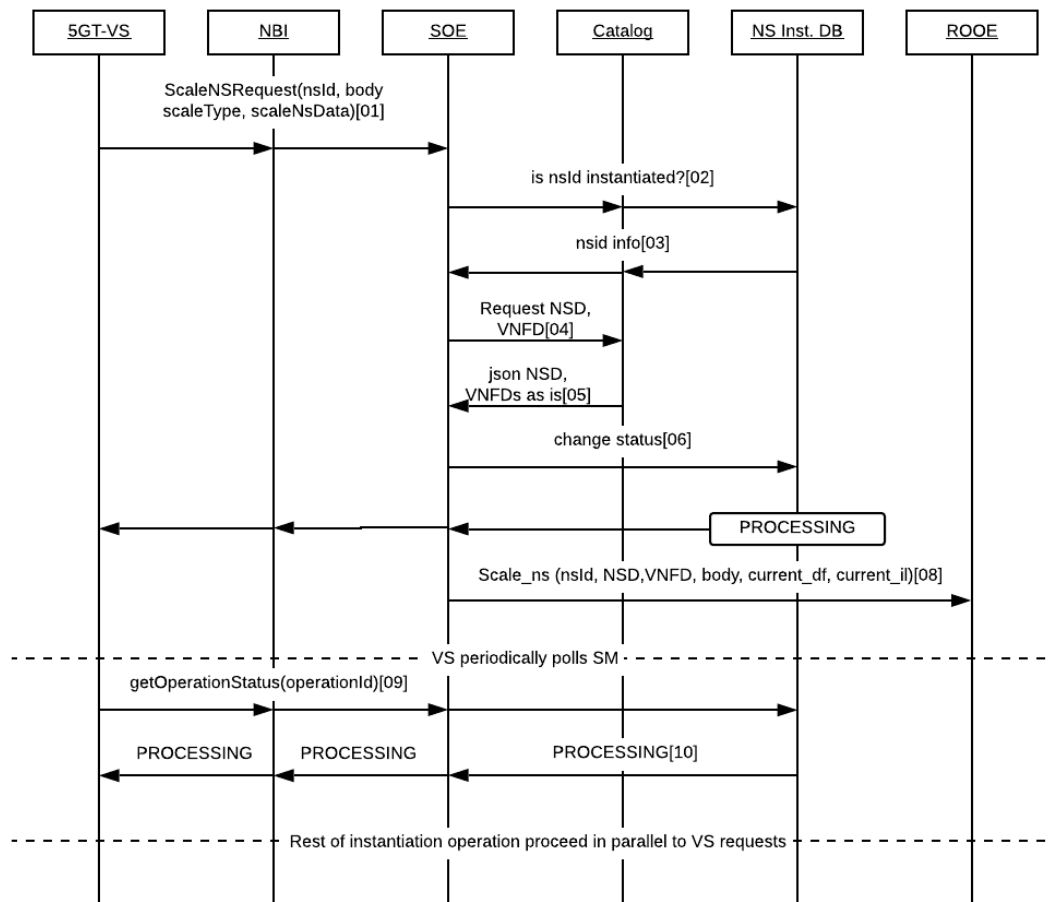 5GT-VS
NBI
SOE
Catalog
NS Inst. DB
ROOE
ScaleNSRequest(nsId, body
scaleType, scaleNsData)[01]
is nsId instantiated?[02]
nsid info[03]
Request NSD,
VNFD[04]
json NSD,
VNFDs as is[05]
change status[06]
PROCESSING
Scale_ns (nsId, NSD,VNFD, body, current_df, current_il)[08]
VS periodically polls SM
getOperationStatus(operationId)[09]
PROCESSING
PROCESSING
PROCESSING[10]
Rest of instantiation operation proceed in parallel to VS requests